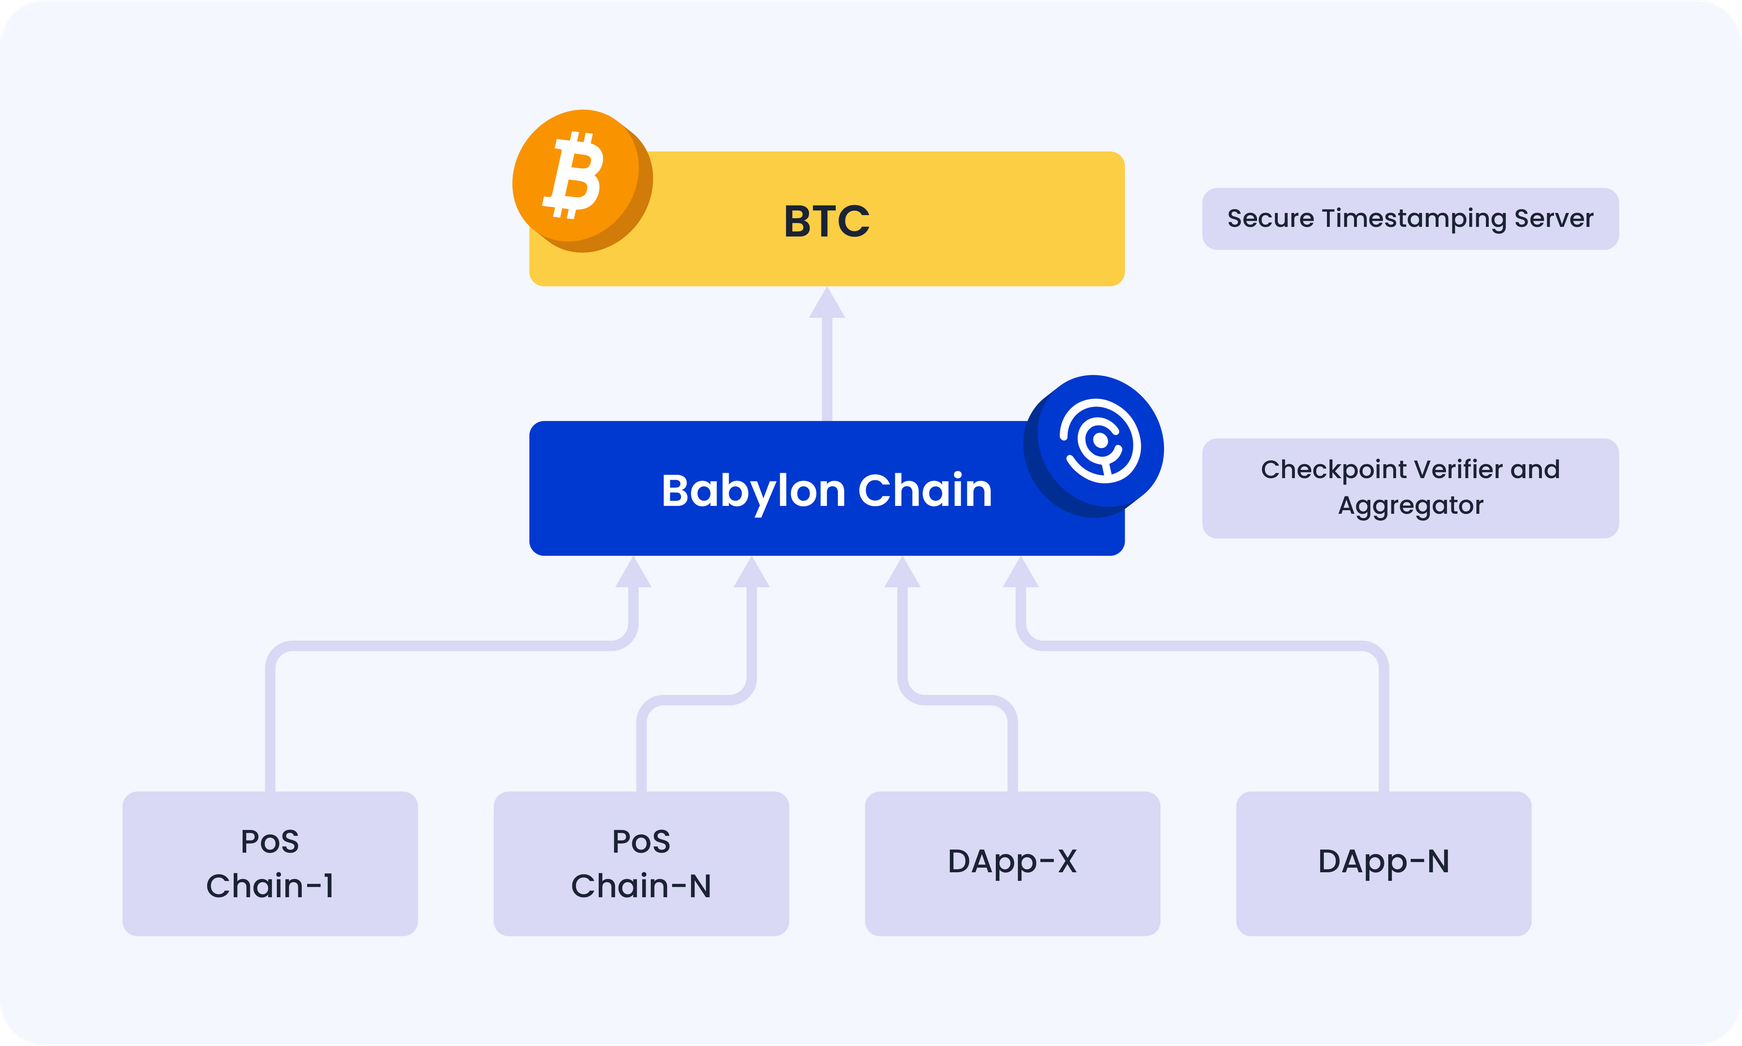 BTC
Secure Timestamping Server
Babylon Chain
Checkpoint Verifier and
Aggregator
PoS
Chain-1
PoS
Chain-N
DApp-X
DApp-N